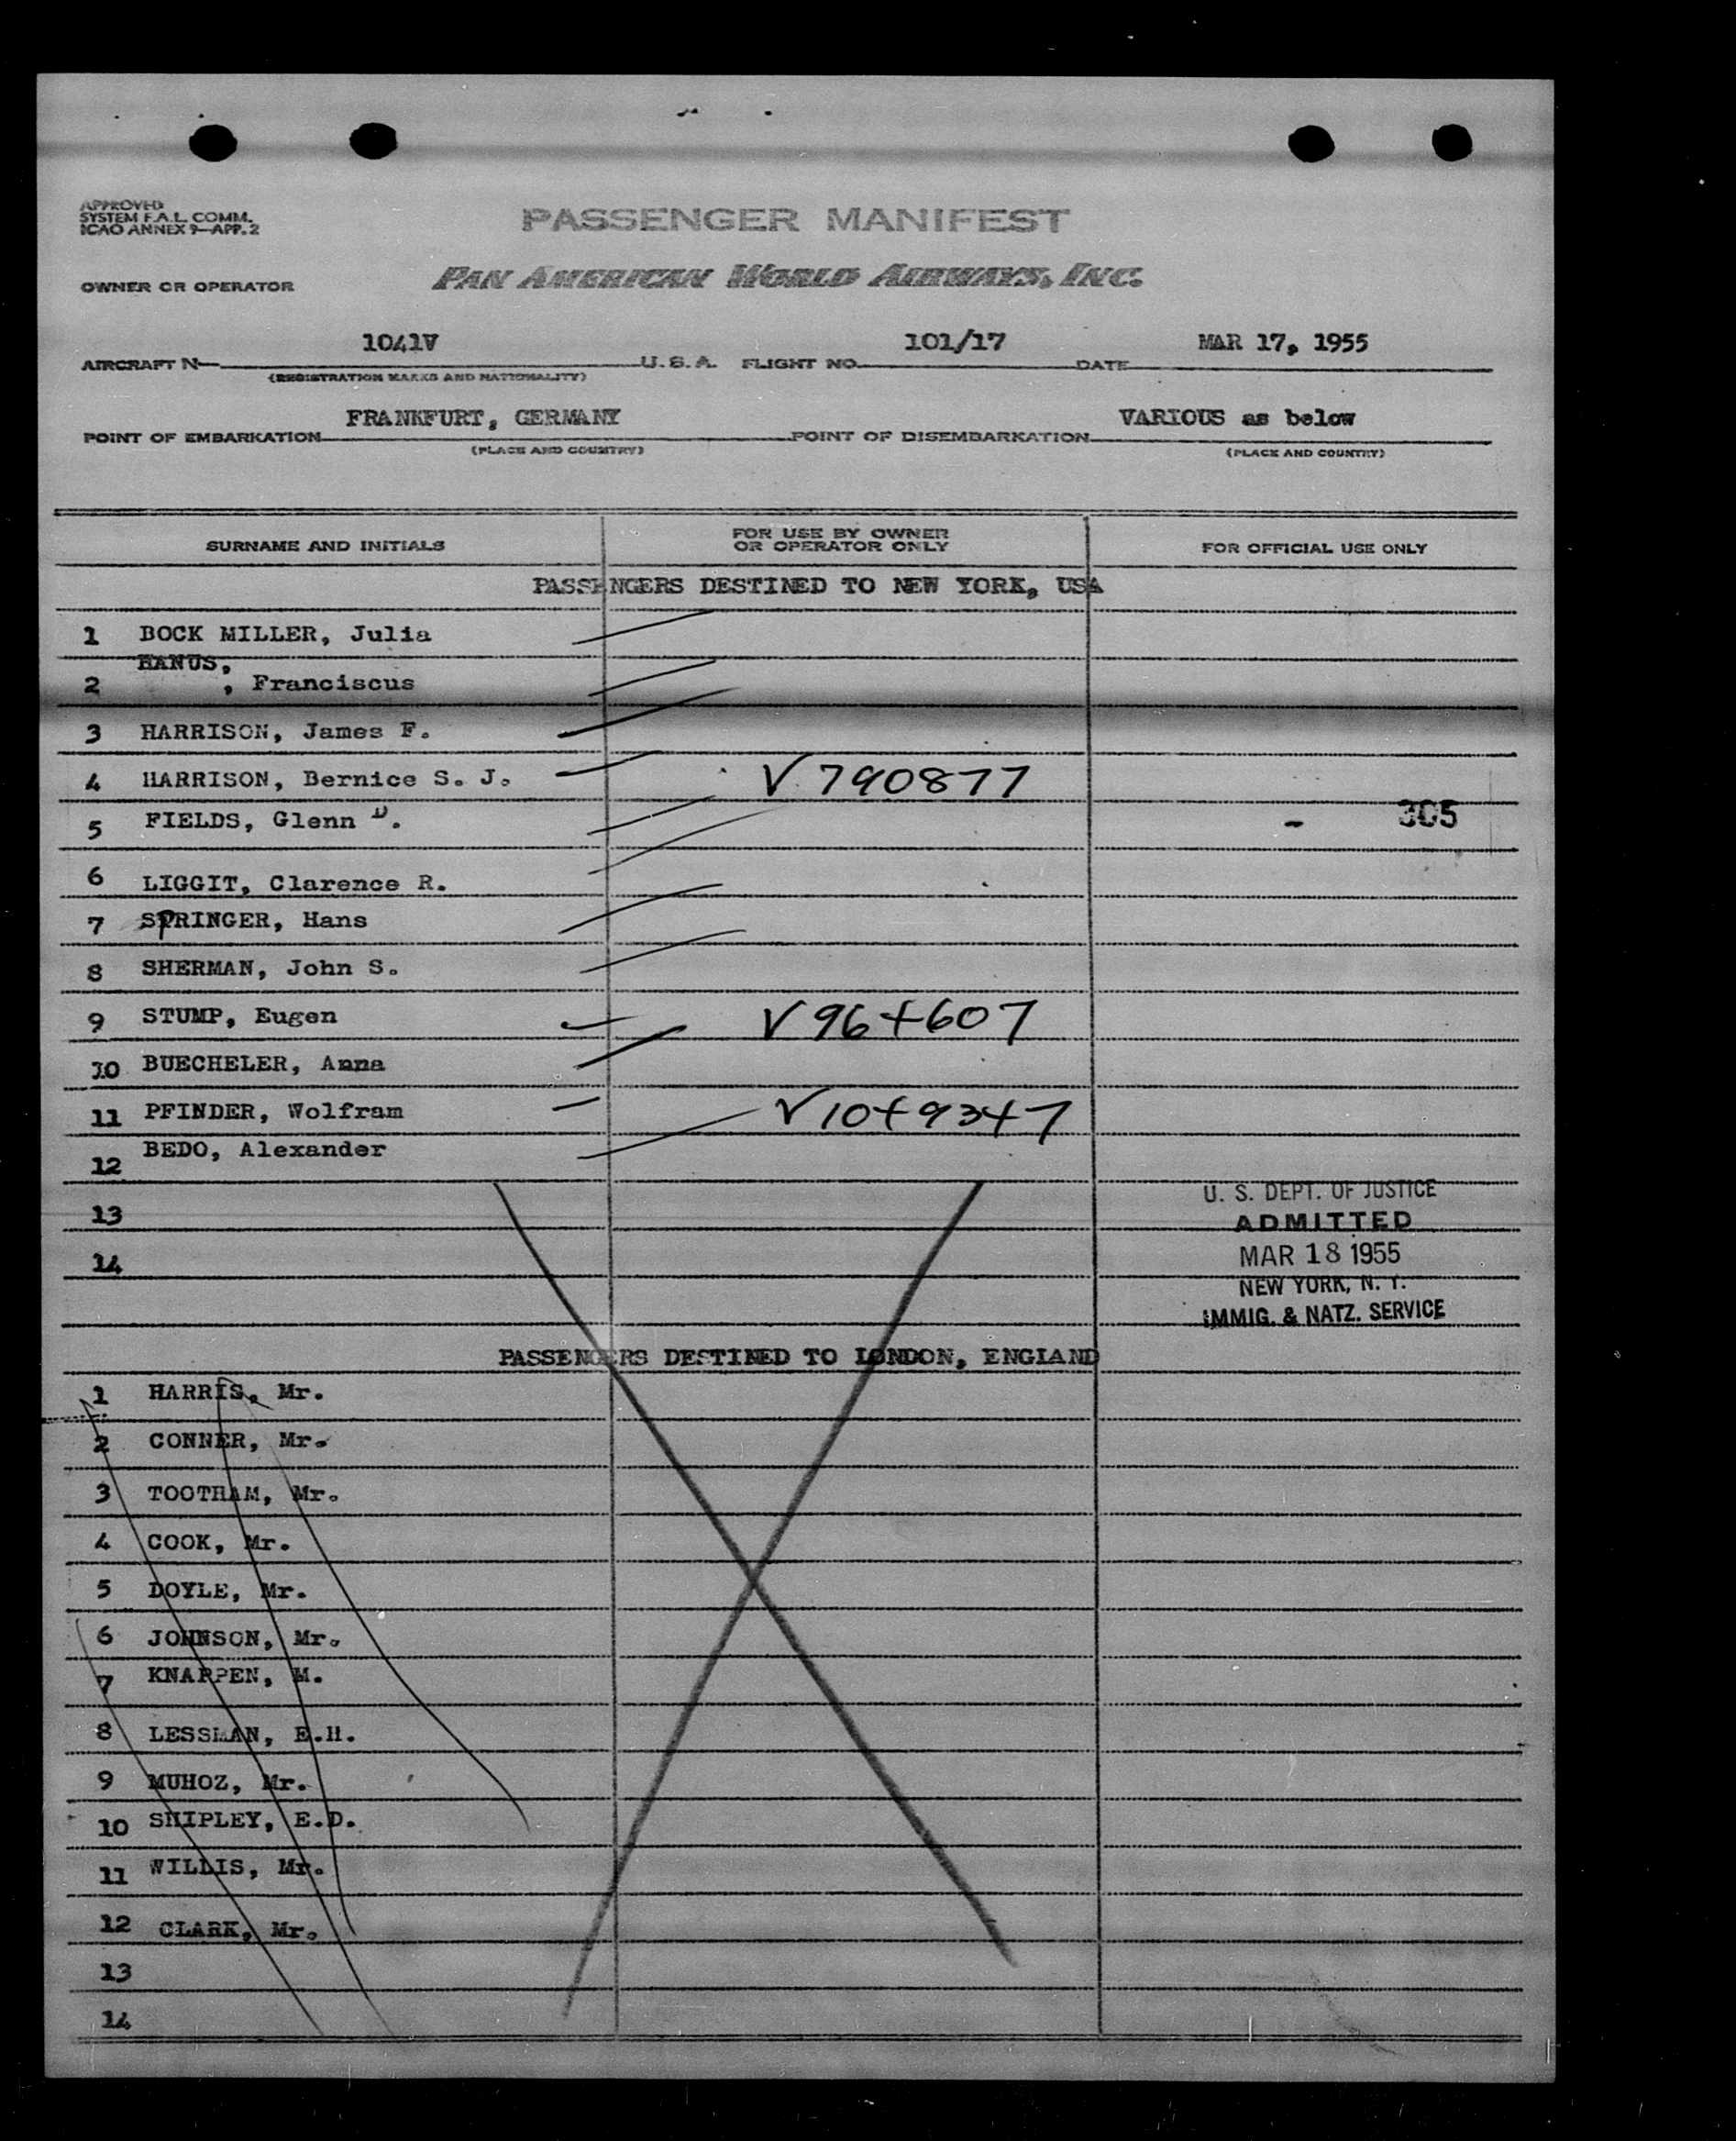 APPROVED
SYSTEM F.A.L. COMM.
ICAO ANNEX 9—APP. 2
PASSENGER MANIFEST
OWNER OR OPERATOR PAN AMERICAN WORLD AIRWAYS, INC.
AIRCRAFT N— 1041V U.S.A. FLIGHT NO. 101/17 DATE MAR 17, 1955
(REGISTRATION MARKS AND NATIONALITY)
POINT OF EMBARKATION FRANKFURT, GERMANY POINT OF DISEMBARKATION VARIOUS as below
(PLACE AND COUNTRY) (PLACE AND COUNTRY)
SURNAME AND INITIALS FOR USE BY OWNER OR OPERATOR ONLY FOR OFFICIAL USE ONLY
PASSENGERS DESTINED TO NEW YORK, USA
1 BOCK MILLER, Julia
HANUS,
2 , Franciscus
3 HARRISON, James F.
4 HARRISON, Bernice S. J. V 790877
5 FIELDS, Glenn D. - 305
6 LIGGIT, Clarence R.
7 SPRINGER, Hans
8 SHERMAN, John S.
9 STUMP, Eugen V 964607
10 BUECHELER, Anna
11 PFINDER, Wolfram V 1049347
12 BEDO, Alexander
13
14
U. S. DEPT. OF JUSTICE
ADMITTED
MAR 18 1955
NEW YORK, N. Y.
IMMIG. & NATZ. SERVICE
PASSENGERS DESTINED TO LONDON, ENGLAND
1 HARRIS, Mr.
2 CONNER, Mr.
3 TOOTHAM, Mr.
4 COOK, Mr.
5 DOYLE, Mr.
6 JOHNSON, Mr.
7 KNAPPEN, M.
8 LESSMAN, E.H.
9 MUHOZ, Mr.
10 SHIPLEY, E.D.
11 WILLIS, Mr.
12 CLARK, Mr.
13
14